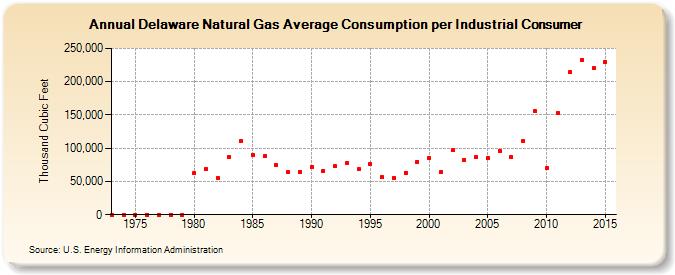 Annual Delaware Natural Gas Average Consumption per Industrial Consumer
Thousand Cubic Feet
250,000
200,000
150,000
100,000
50,000
0
1975 1980 1985 1990 1995 2000 2005 2010 2015
Source: U.S. Energy Information Administration